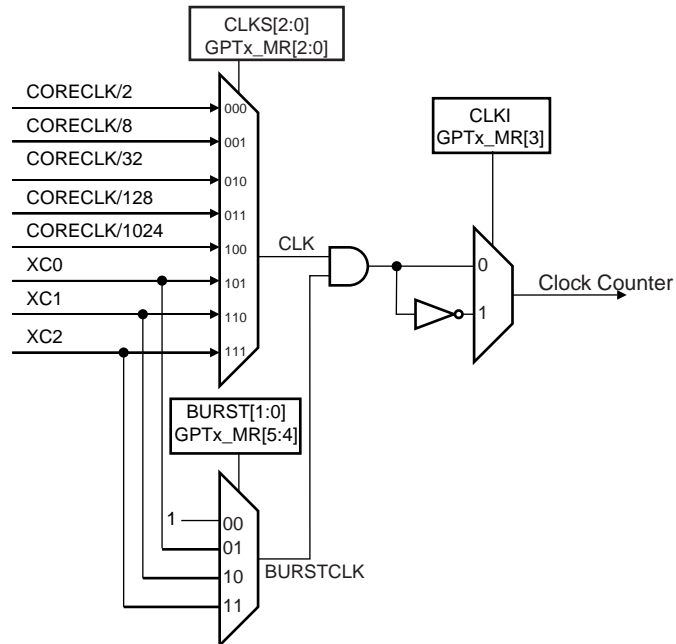 CLKS[2:0]
GPTx_MR[2:0]
CORECLK/2
000
CORECLK/8
001
CORECLK/32
010
CORECLK/128
011
CORECLK/1024
100
XC0
101
XC1
110
XC2
111
CLK
CLKI
GPTx_MR[3]
0
1
Clock Counter
BURST[1:0]
GPTx_MR[5:4]
1
00
01
10
11
BURSTCLK